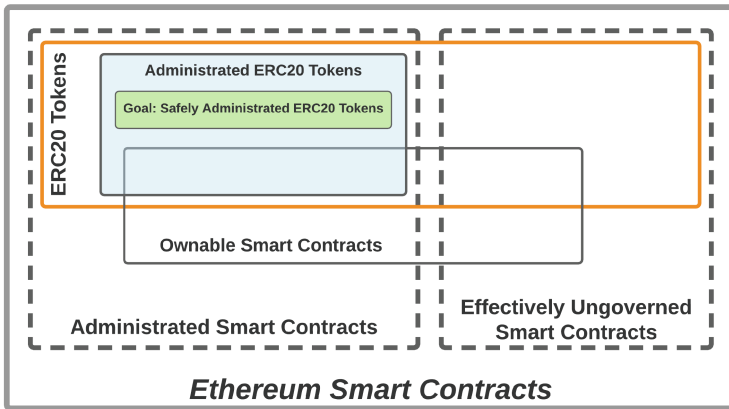 ERC20 Tokens
Administrated ERC20 Tokens
Goal: Safely Administrated ERC20 Tokens
Ownable Smart Contracts
Administrated Smart Contracts
Effectively Ungoverned
Smart Contracts
Ethereum Smart Contracts